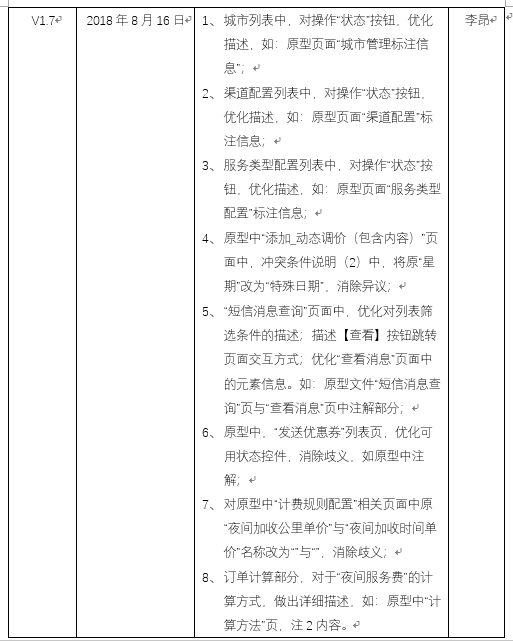 V1.7
2018 年 8 月 16 日
1、 城市列表中，对操作“状态”按钮，优化
描述，如：原型页面“城市管理标注信
息”；
2、 渠道配置列表中，对操作“状态”按钮，
优化描述，如：原型页面“渠道配置”标
注信息；
3、 服务类型配置列表中，对操作“状态”按
钮，优化描述，如：原型页面“服务类型
配置”标注信息；
4、 原型中“添加_动态调价（包含内容）”页
面中，冲突条件说明（2）中，将原“星
期”改为“特殊日期”，消除异议；
5、 “短信消息查询”页面中，优化对列表筛
选条件的描述；描述【查看】按钮跳转
页面交互方式；优化“查看消息”页面中
的元素信息。如：原型文件“短信消息查
询”页与“查看消息”页中注解部分；
6、 原型中，“发送优惠券”列表页，优化可
用状态控件，消除歧义，如原型中注
解；
7、 对原型中“计费规则配置”相关页面中原
“夜间加收公里单价”与“夜间加收时间单
价”名称改为“”与“”，消除歧义；
8、 订单计算部分，对于“夜间服务费”的计
算方式，做出详细描述，如：原型中“计
算方法”页，注 2 内容。
李昂